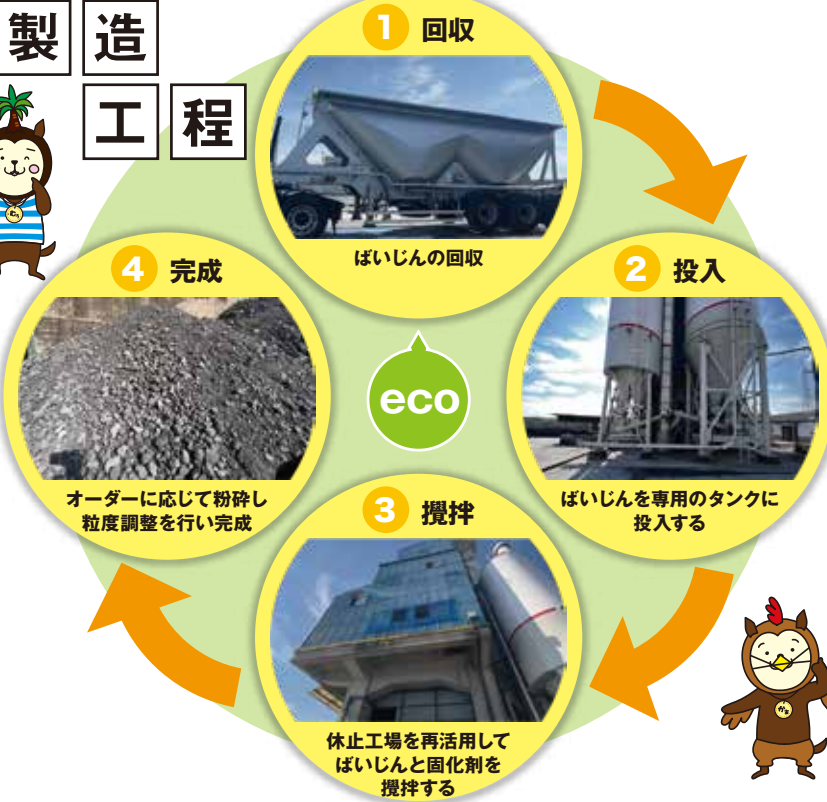 製造
工程
1 回収
ばいじんの回収
2 投入
ばいじんを専用のタンクに
投入する
3 攪拌
休止工場を再活用して
ばいじんと固化剤を
攪拌する
4 完成
オーダーに応じて粉砕し
粒度調整を行い完成
eco